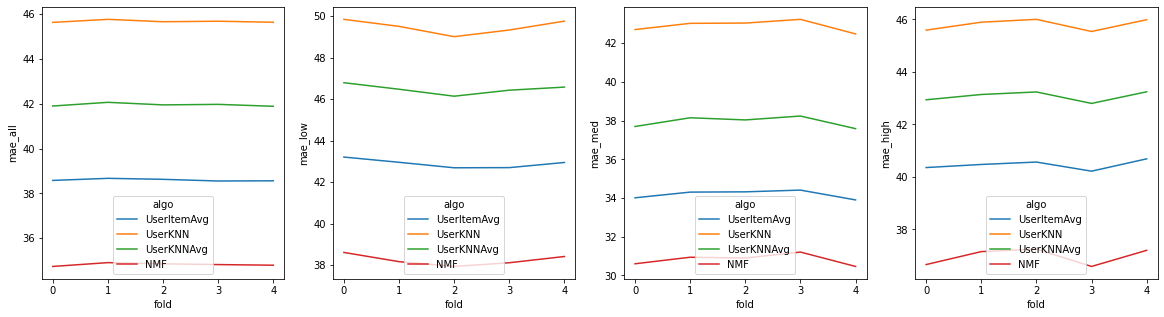 mae_all
46
44
42
40
38
36
algo
UserItemAvg
UserKNN
UserKNNAvg
NMF
0
1
2
3
4
fold
mae_low
50
48
46
44
42
40
38
algo
UserItemAvg
UserKNN
UserKNNAvg
NMF
0
1
2
3
4
fold
mae_med
42
40
38
36
34
32
30
algo
UserItemAvg
UserKNN
UserKNNAvg
NMF
0
1
2
3
4
fold
mae_high
46
44
42
40
38
algo
UserItemAvg
UserKNN
UserKNNAvg
NMF
0
1
2
3
4
fold